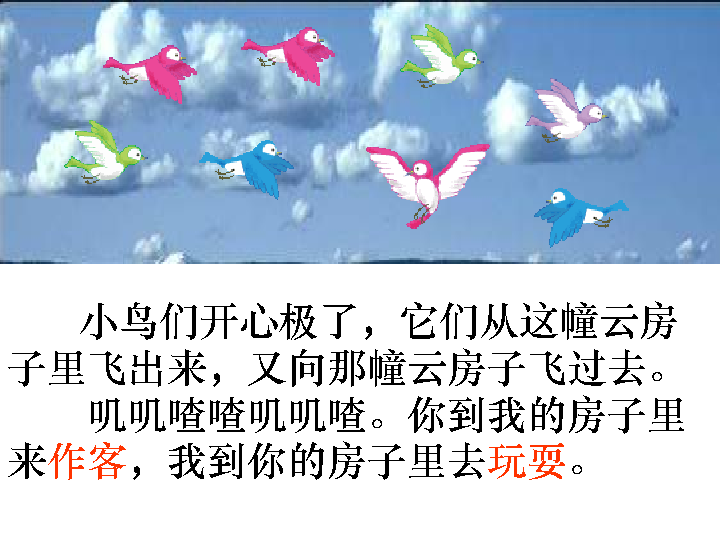 小鸟们开心极了，它们从这幢云房
子里飞出来，又向那幢云房子飞过去。
叽叽喳喳叽叽喳。你到我的房子里
来作客，我到你的房子里去玩耍。